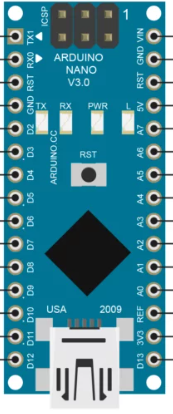 ICSP
1
TX1
VIN
RX0
ARDUINO
NANO
V3.0
GND
RST
RST
GND
5V
TX RX PWR L
D2
A7
D3
A6
ARDUINO.CC
RST
D4
A5
D5
A4
D6
A3
D7
A2
D8
A1
D9
A0
D10
USA 2009
REF
D11
3V3
D12
D13